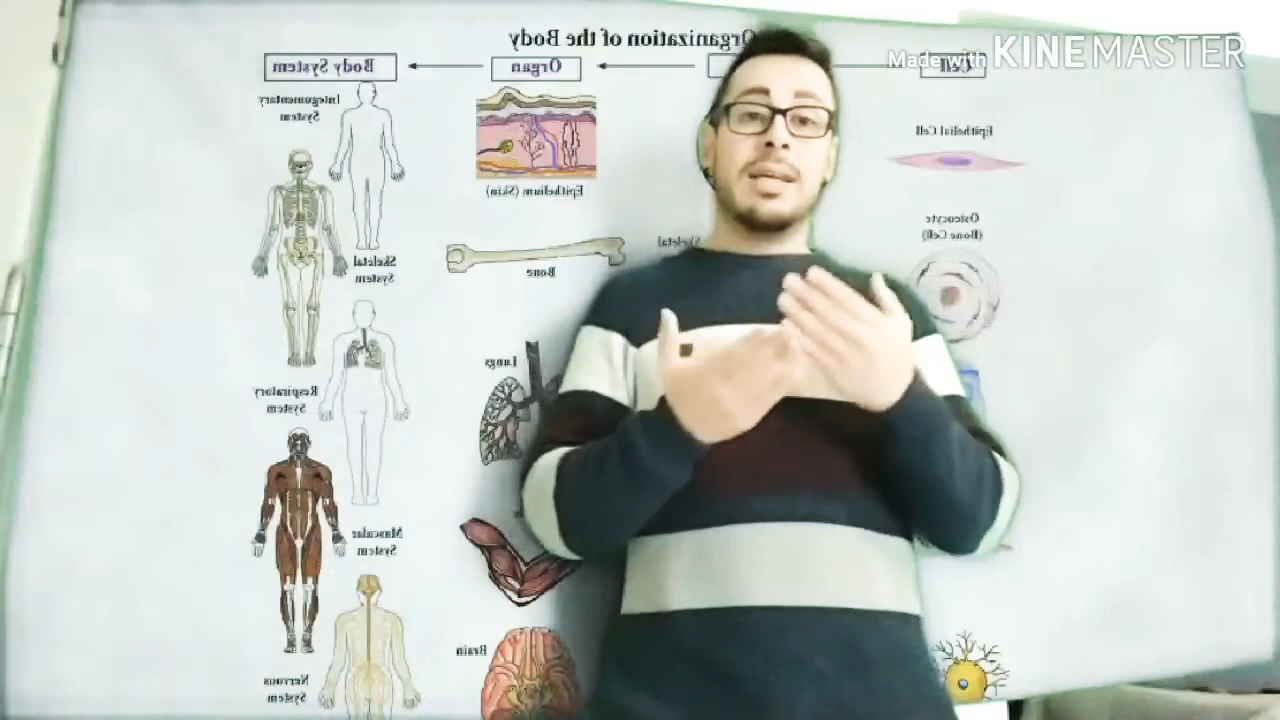 Organization of the Body
Cell
Organ
Body System
Made with KINEMASTER
Integumentary
System
Epithelial Cell
Epithelium (Skin)
Osteocyte
(Bone Cell)
Skeletal
Bone
Skeletal
System
Lungs
Respiratory
System
Muscular
System
Brain
Nervous
System